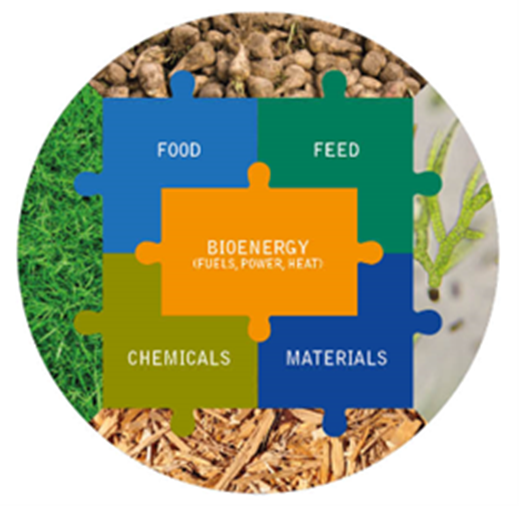 FOOD
FEED
BIOENERGY
(FUELS, POWER, HEAT)
CHEMICALS
MATERIALS